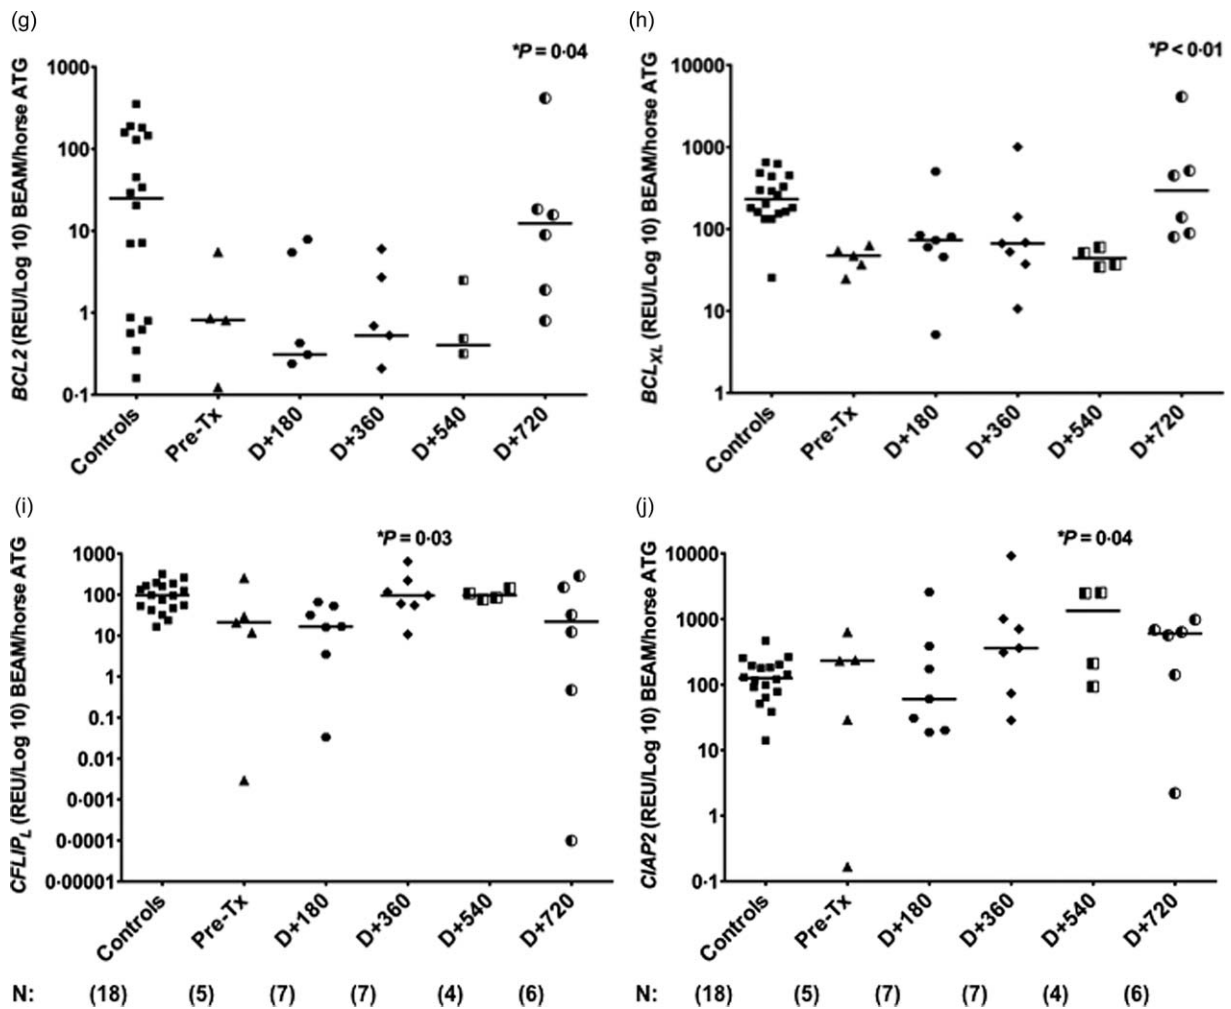 (g)
*P = 0·04
BCL2 (REU/Log 10) BEAM/horse ATG
1000
100
10
1
0·1
Controls
Pre-Tx
D+180
D+360
D+540
D+720
(h)
*P < 0·01
BCL_XL (REU/Log 10) BEAM/horse ATG
10000
1000
100
10
1
Controls
Pre-Tx
D+180
D+360
D+540
D+720
(i)
*P = 0·03
CFLIP_L (REU/Log 10) BEAM/horse ATG
1000
100
10
1
0·1
0·01
0·001
0·0001
0·00001
Controls
Pre-Tx
D+180
D+360
D+540
D+720
N: (18) (5) (7) (7) (4) (6)
(j)
*P = 0·04
CIAP2 (REU/Log 10) BEAM/horse ATG
10000
1000
100
10
1
0·1
Controls
Pre-Tx
D+180
D+360
D+540
D+720
N: (18) (5) (7) (7) (4) (6)